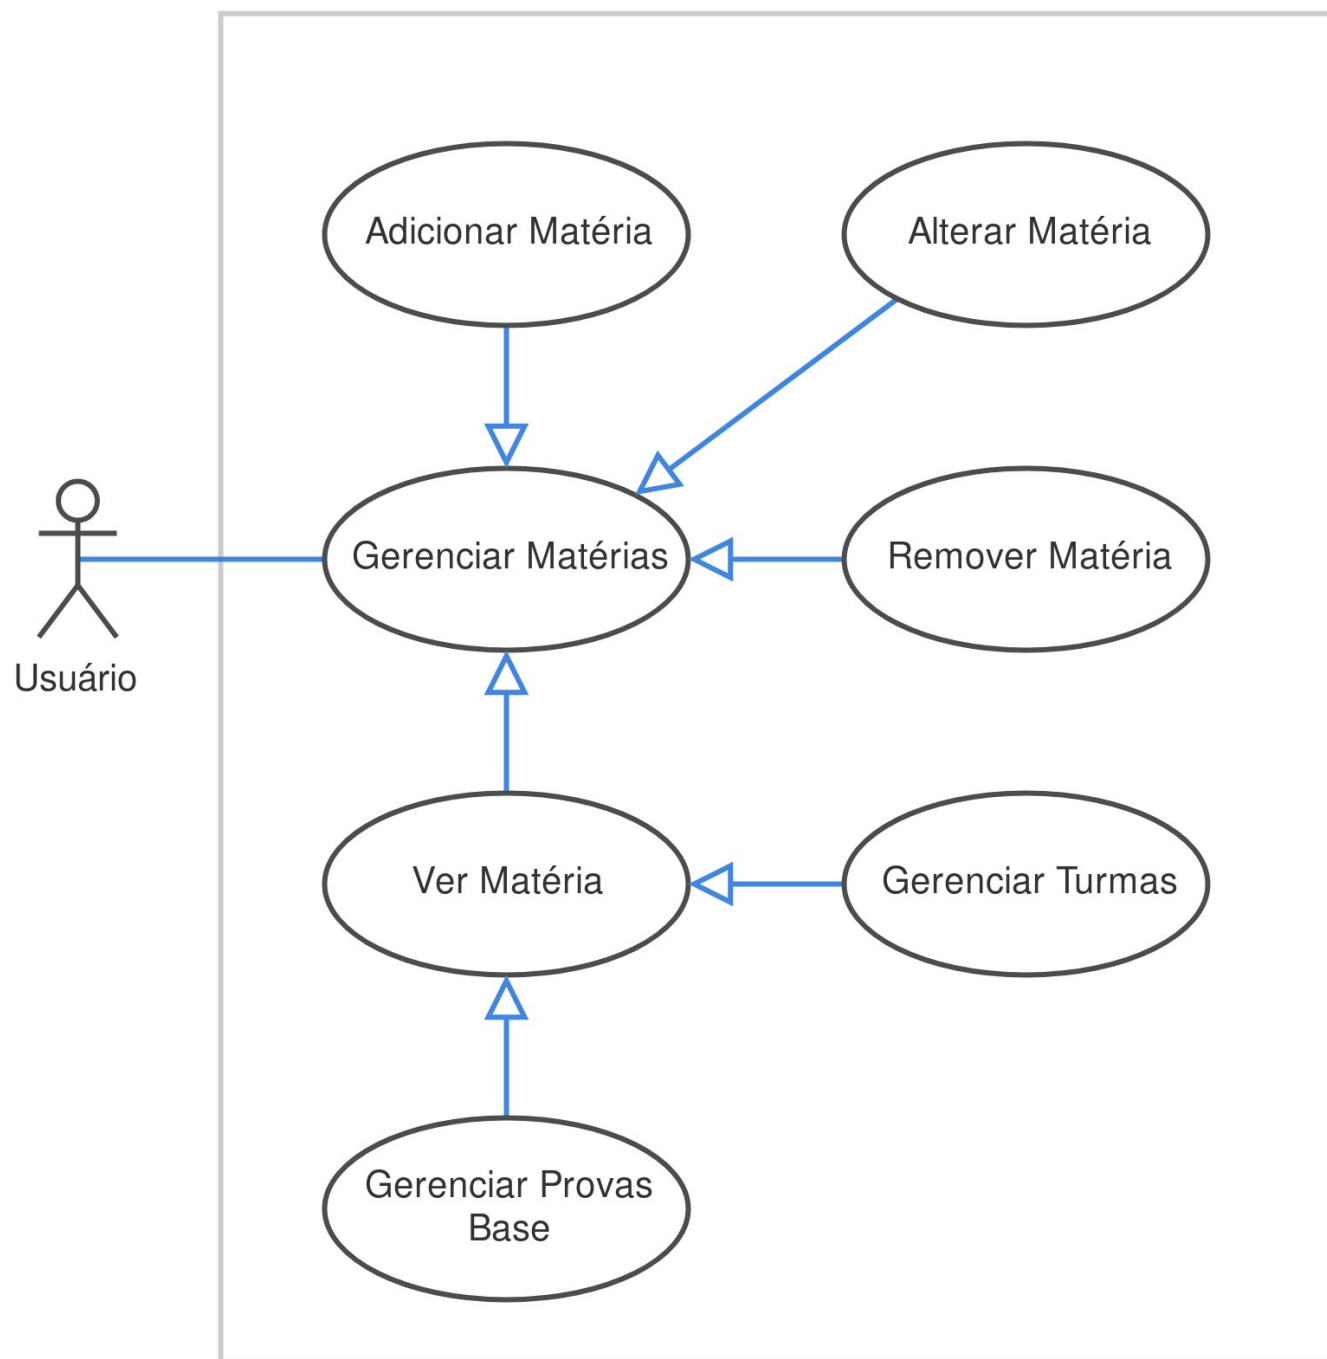 Adicionar Matéria
Alterar Matéria
Gerenciar Matérias
Remover Matéria
Usuário
Ver Matéria
Gerenciar Turmas
Gerenciar Provas
Base